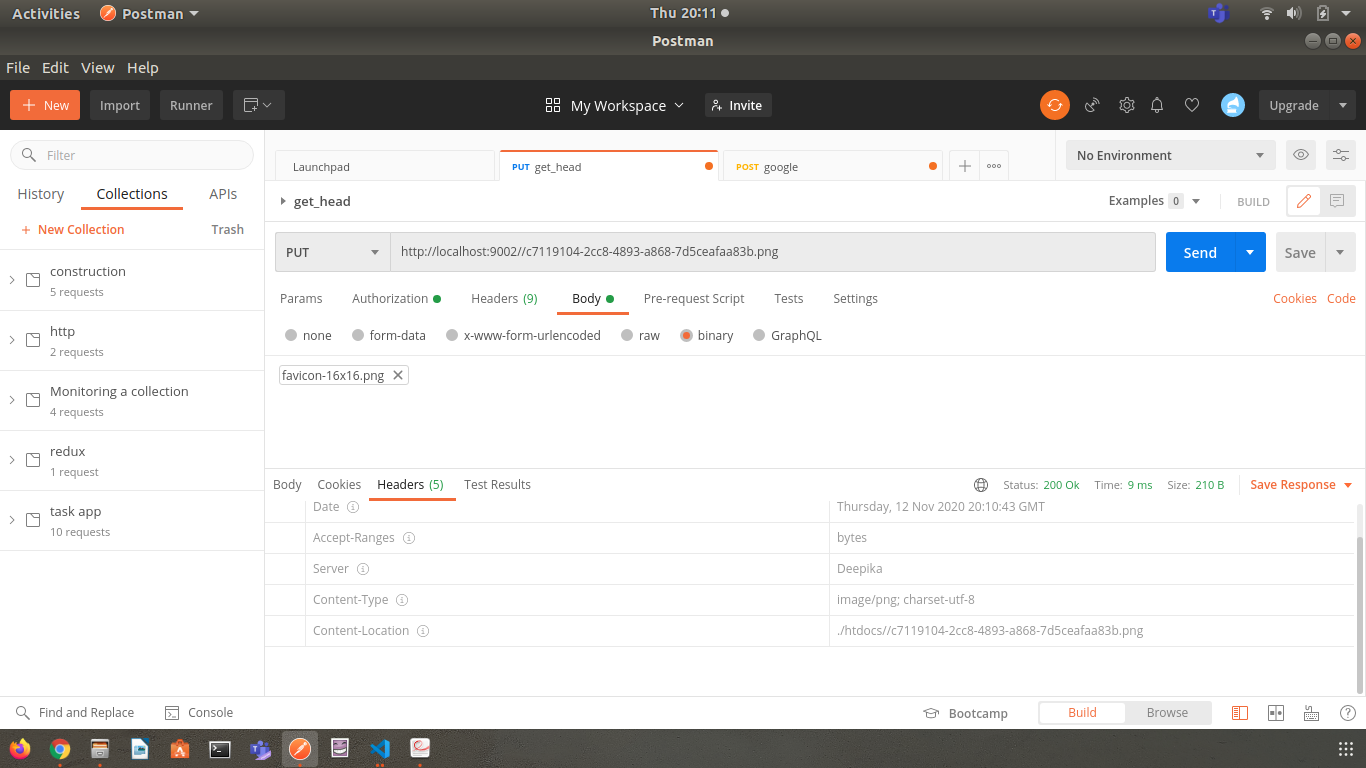 Activities Postman Thu 20:11
Postman
File Edit View Help
+ New Import Runner My Workspace Invite Upgrade
Filter
History Collections APIs
+ New Collection Trash
construction
5 requests
http
2 requests
Monitoring a collection
4 requests
redux
1 request
task app
10 requests
Launchpad PUT get_head POST google + No Environment
get_head Examples 0 BUILD
PUT http://localhost:9002//c7119104-2cc8-4893-a868-7d5ceafaa83b.png Send Save
Params Authorization Headers (9) Body Pre-request Script Tests Settings Cookies Code
none form-data x-www-form-urlencoded raw binary GraphQL
favicon-16x16.png
Body Cookies Headers (5) Test Results Status: 200 Ok Time: 9 ms Size: 210 B Save Response
Date Thursday, 12 Nov 2020 20:10:43 GMT
Accept-Ranges bytes
Server Deepika
Content-Type image/png; charset-utf-8
Content-Location ./htdocs//c7119104-2cc8-4893-a868-7d5ceafaa83b.png
Find and Replace Console Bootcamp Build Browse